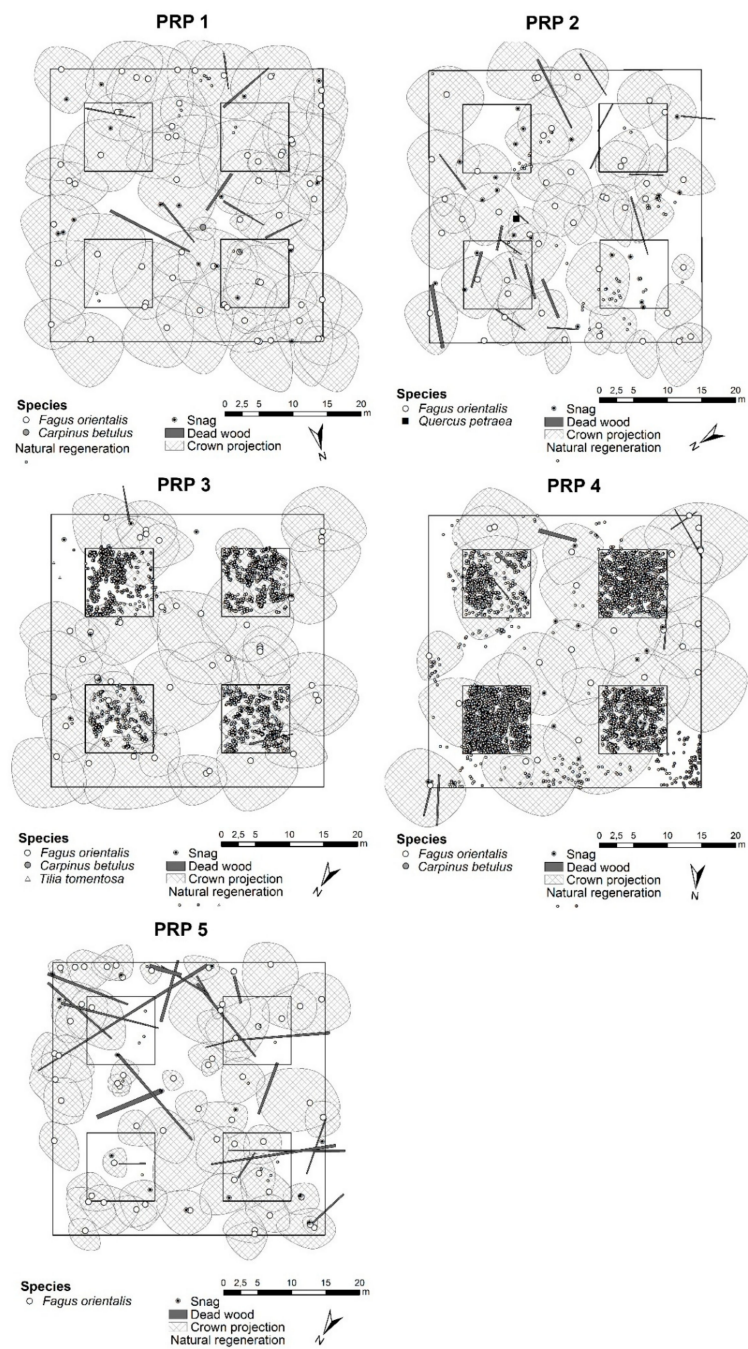 PRP 1
Species
Fagus orientalis
Carpinus betulus
Natural regeneration
Snag
Dead wood
Crown projection
0 2,5 5 10 15 20
m
N
PRP 2
Species
Fagus orientalis
Quercus petraea
Snag
Dead wood
Crown projection
Natural regeneration
0 2,5 5 10 15 20
m
N
PRP 3
Species
Fagus orientalis
Carpinus betulus
Tilia tomentosa
Snag
Dead wood
Crown projection
Natural regeneration
0 2,5 5 10 15 20
m
N
PRP 4
Species
Fagus orientalis
Carpinus betulus
Snag
Dead wood
Crown projection
Natural regeneration
0 2,5 5 10 15 20
m
N
PRP 5
Species
Fagus orientalis
Snag
Dead wood
Crown projection
Natural regeneration
0 2,5 5 10 15 20
m
N